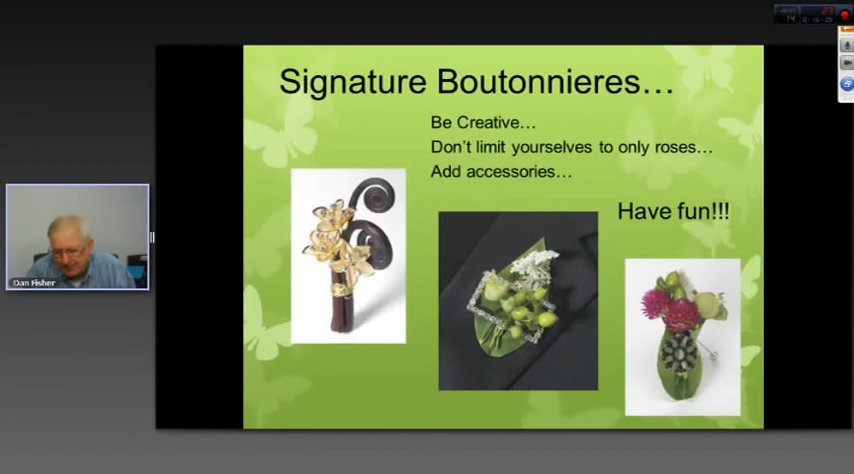 Signature Boutonnieres…
Be Creative…
Don't limit yourselves to only roses…
Add accessories…
Have fun!!!
Dan Fisher